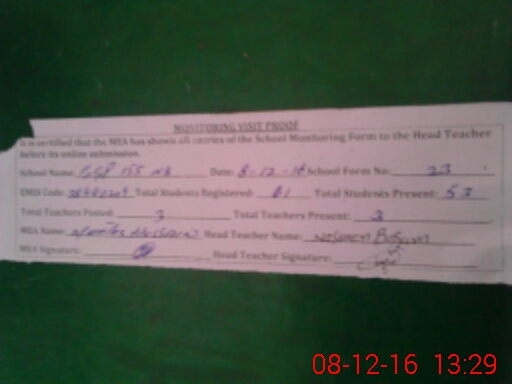 MONITORING VISIT PROOF
It is certified that the MEA has shown all entries of the School Monitoring Form to the Head Teacher
before its online submission.
School Name: 155 Date: 8-12-16 School Form No: 23
EMIS Code: Total Students Registered: 61 Total Students Present: 53
Total Teachers Posted: 3 Total Teachers Present: 3
MEA Name: Head Teacher Name:
MEA Signature: Head Teacher Signature:
08-12-16 13:29